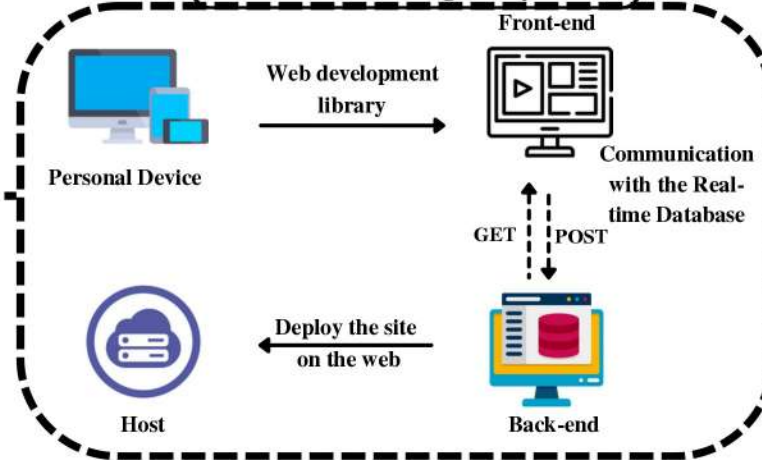 Front-end
Web development
library
Personal Device
Communication
with the Real-
time Database
GET
POST
Deploy the site
on the web
Host
Back-end